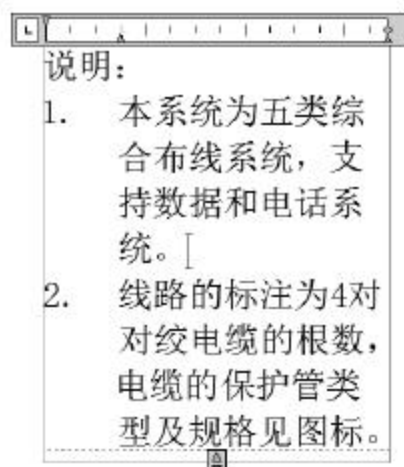 说明：
1. 本系统为五类综
合布线系统，支
持数据和电话系
统。
2. 线路的标注为4对
对绞电缆的根数，
电缆的保护管类
型及规格见图标。